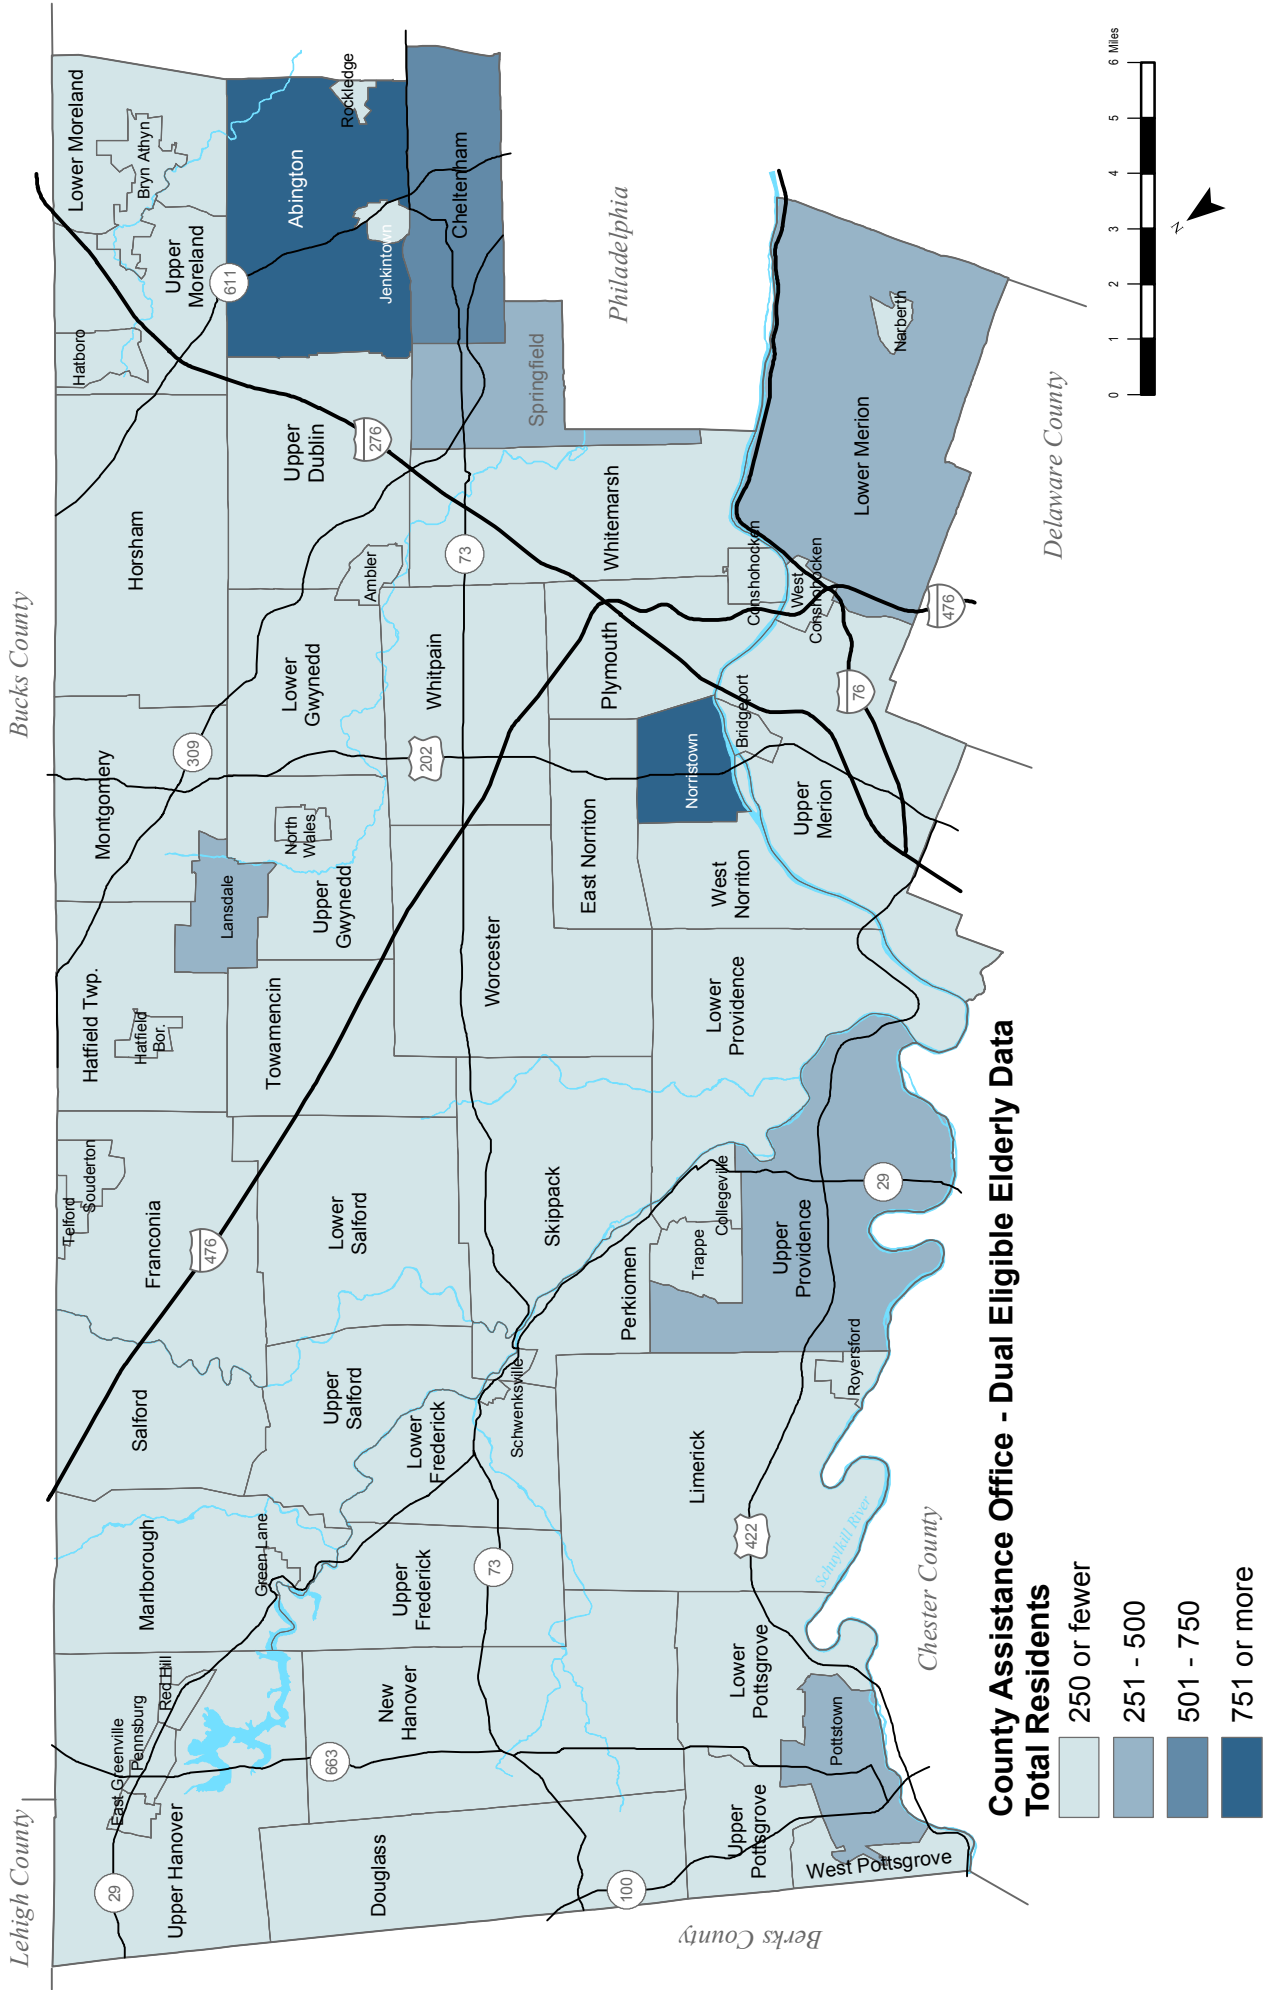 Lehigh County
Bucks County
Berks County
Chester County
Delaware County
Philadelphia
Upper Hanover
East Greenville
Pennsburg
Red Hill
Marlborough
Green Lane
Salford
Franconia
Telford
Souderton
Hatfield Twp.
Hatfield
Bor.
Montgomery
Lansdale
Horsham
Hatboro
Upper
Moreland
Bryn Athyn
Lower Moreland
Douglass
New
Hanover
Upper
Frederick
Lower
Frederick
Upper
Salford
Lower
Salford
Towamencin
Upper
Gwynedd
North
Wales
Lower
Gwynedd
Ambler
Upper
Dublin
Abington
Rockledge
Jenkintown
Cheltenham
Springfield
Schwenksville
Skippack
Worcester
Whitpain
Whitemarsh
Plymouth
East Norriton
Norristown
West
Norriton
Lower
Providence
Perkiomen
Trappe
Collegeville
Upper
Providence
Royersford
Limerick
Lower
Pottsgrove
Upper
Pottsgrove
Pottstown
West Pottsgrove
Upper
Merion
Bridgeport
Conshohocken
West
Conshohocken
Lower Merion
Narberth
Schuylkill River
29
663
100
73
476
309
202
611
276
73
422
29
76
476
County Assistance Office - Dual Eligible Elderly Data
Total Residents
250 or fewer
251 - 500
501 - 750
751 or more
0 1 2 3 4 5 6 Miles
N